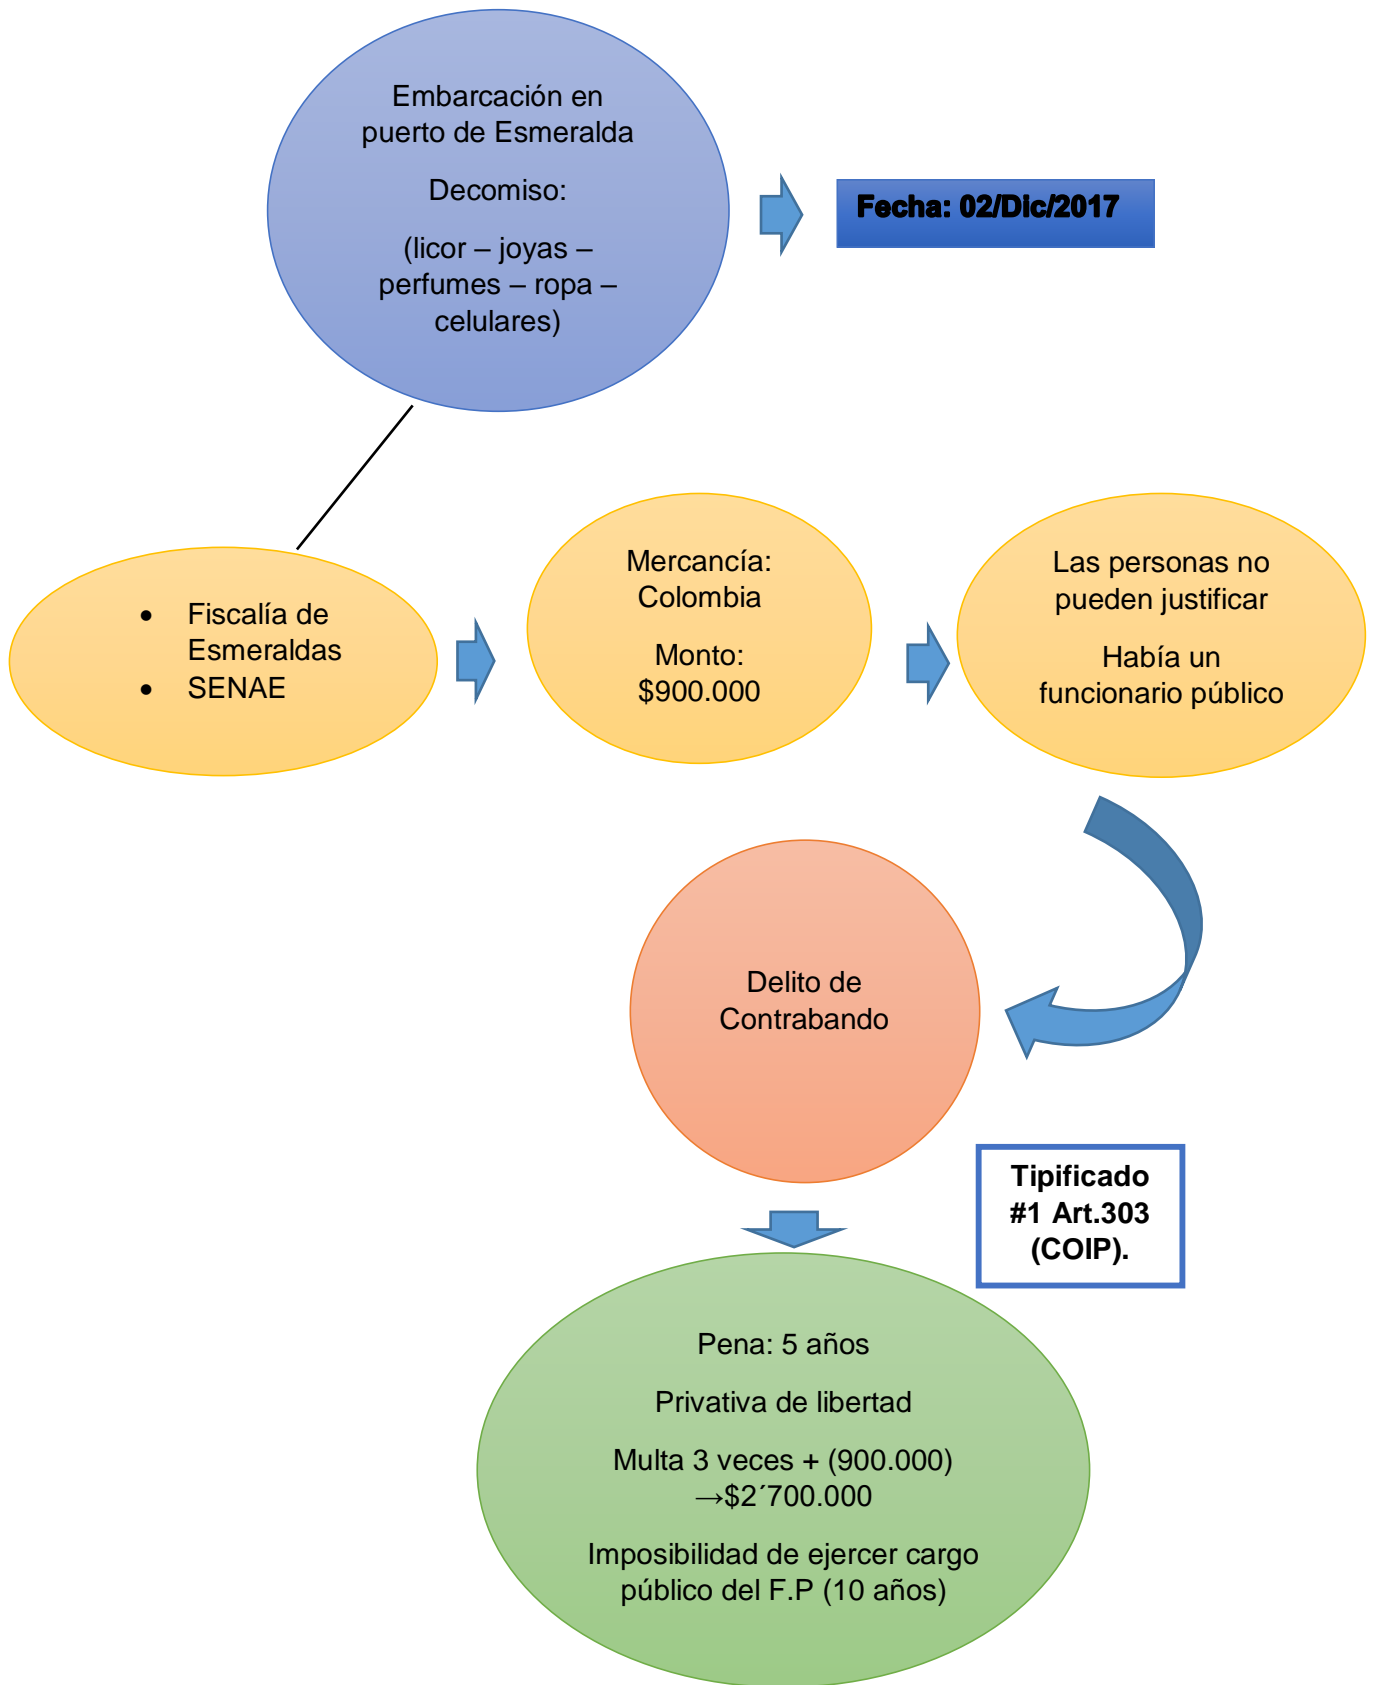 Embarcación en
puerto de Esmeralda
Decomiso:
(licor – joyas –
perfumes – ropa –
celulares)
Fecha: 02/Dic/2017
• Fiscalía de
Esmeraldas
• SENAE
Mercancía:
Colombia
Monto:
$900.000
Las personas no
pueden justificar
Había un
funcionario público
Delito de
Contrabando
Tipificado
#1 Art.303
(COIP).
Pena: 5 años
Privativa de libertad
Multa 3 veces + (900.000)
→$2´700.000
Imposibilidad de ejercer cargo
público del F.P (10 años)